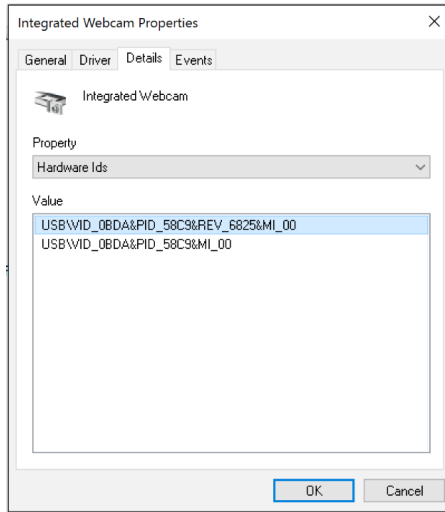 Integrated Webcam Properties
General Driver Details Events
Integrated Webcam
Property
Hardware Ids
Value
USB\VID_0BDA&PID_58C9&REV_6825&MI_00
USB\VID_0BDA&PID_58C9&MI_00
OK Cancel